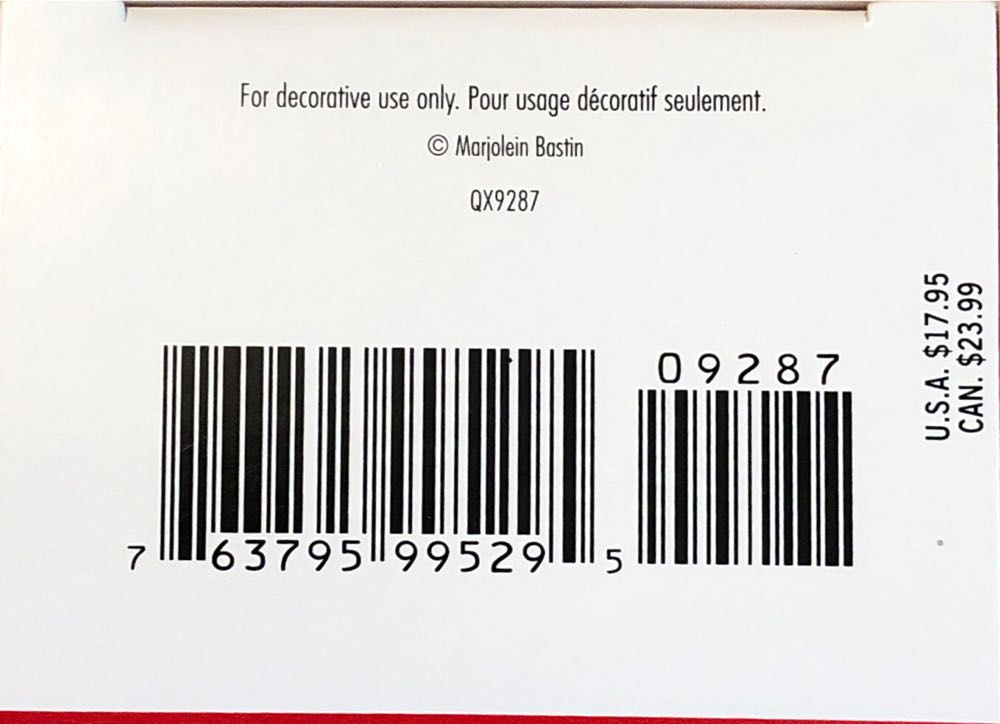 For decorative use only. Pour usage décoratif seulement.
© Marjolein Bastin
QX9287
U.S.A. $17.95
CAN. $23.99
09287
7 63795 99529 5